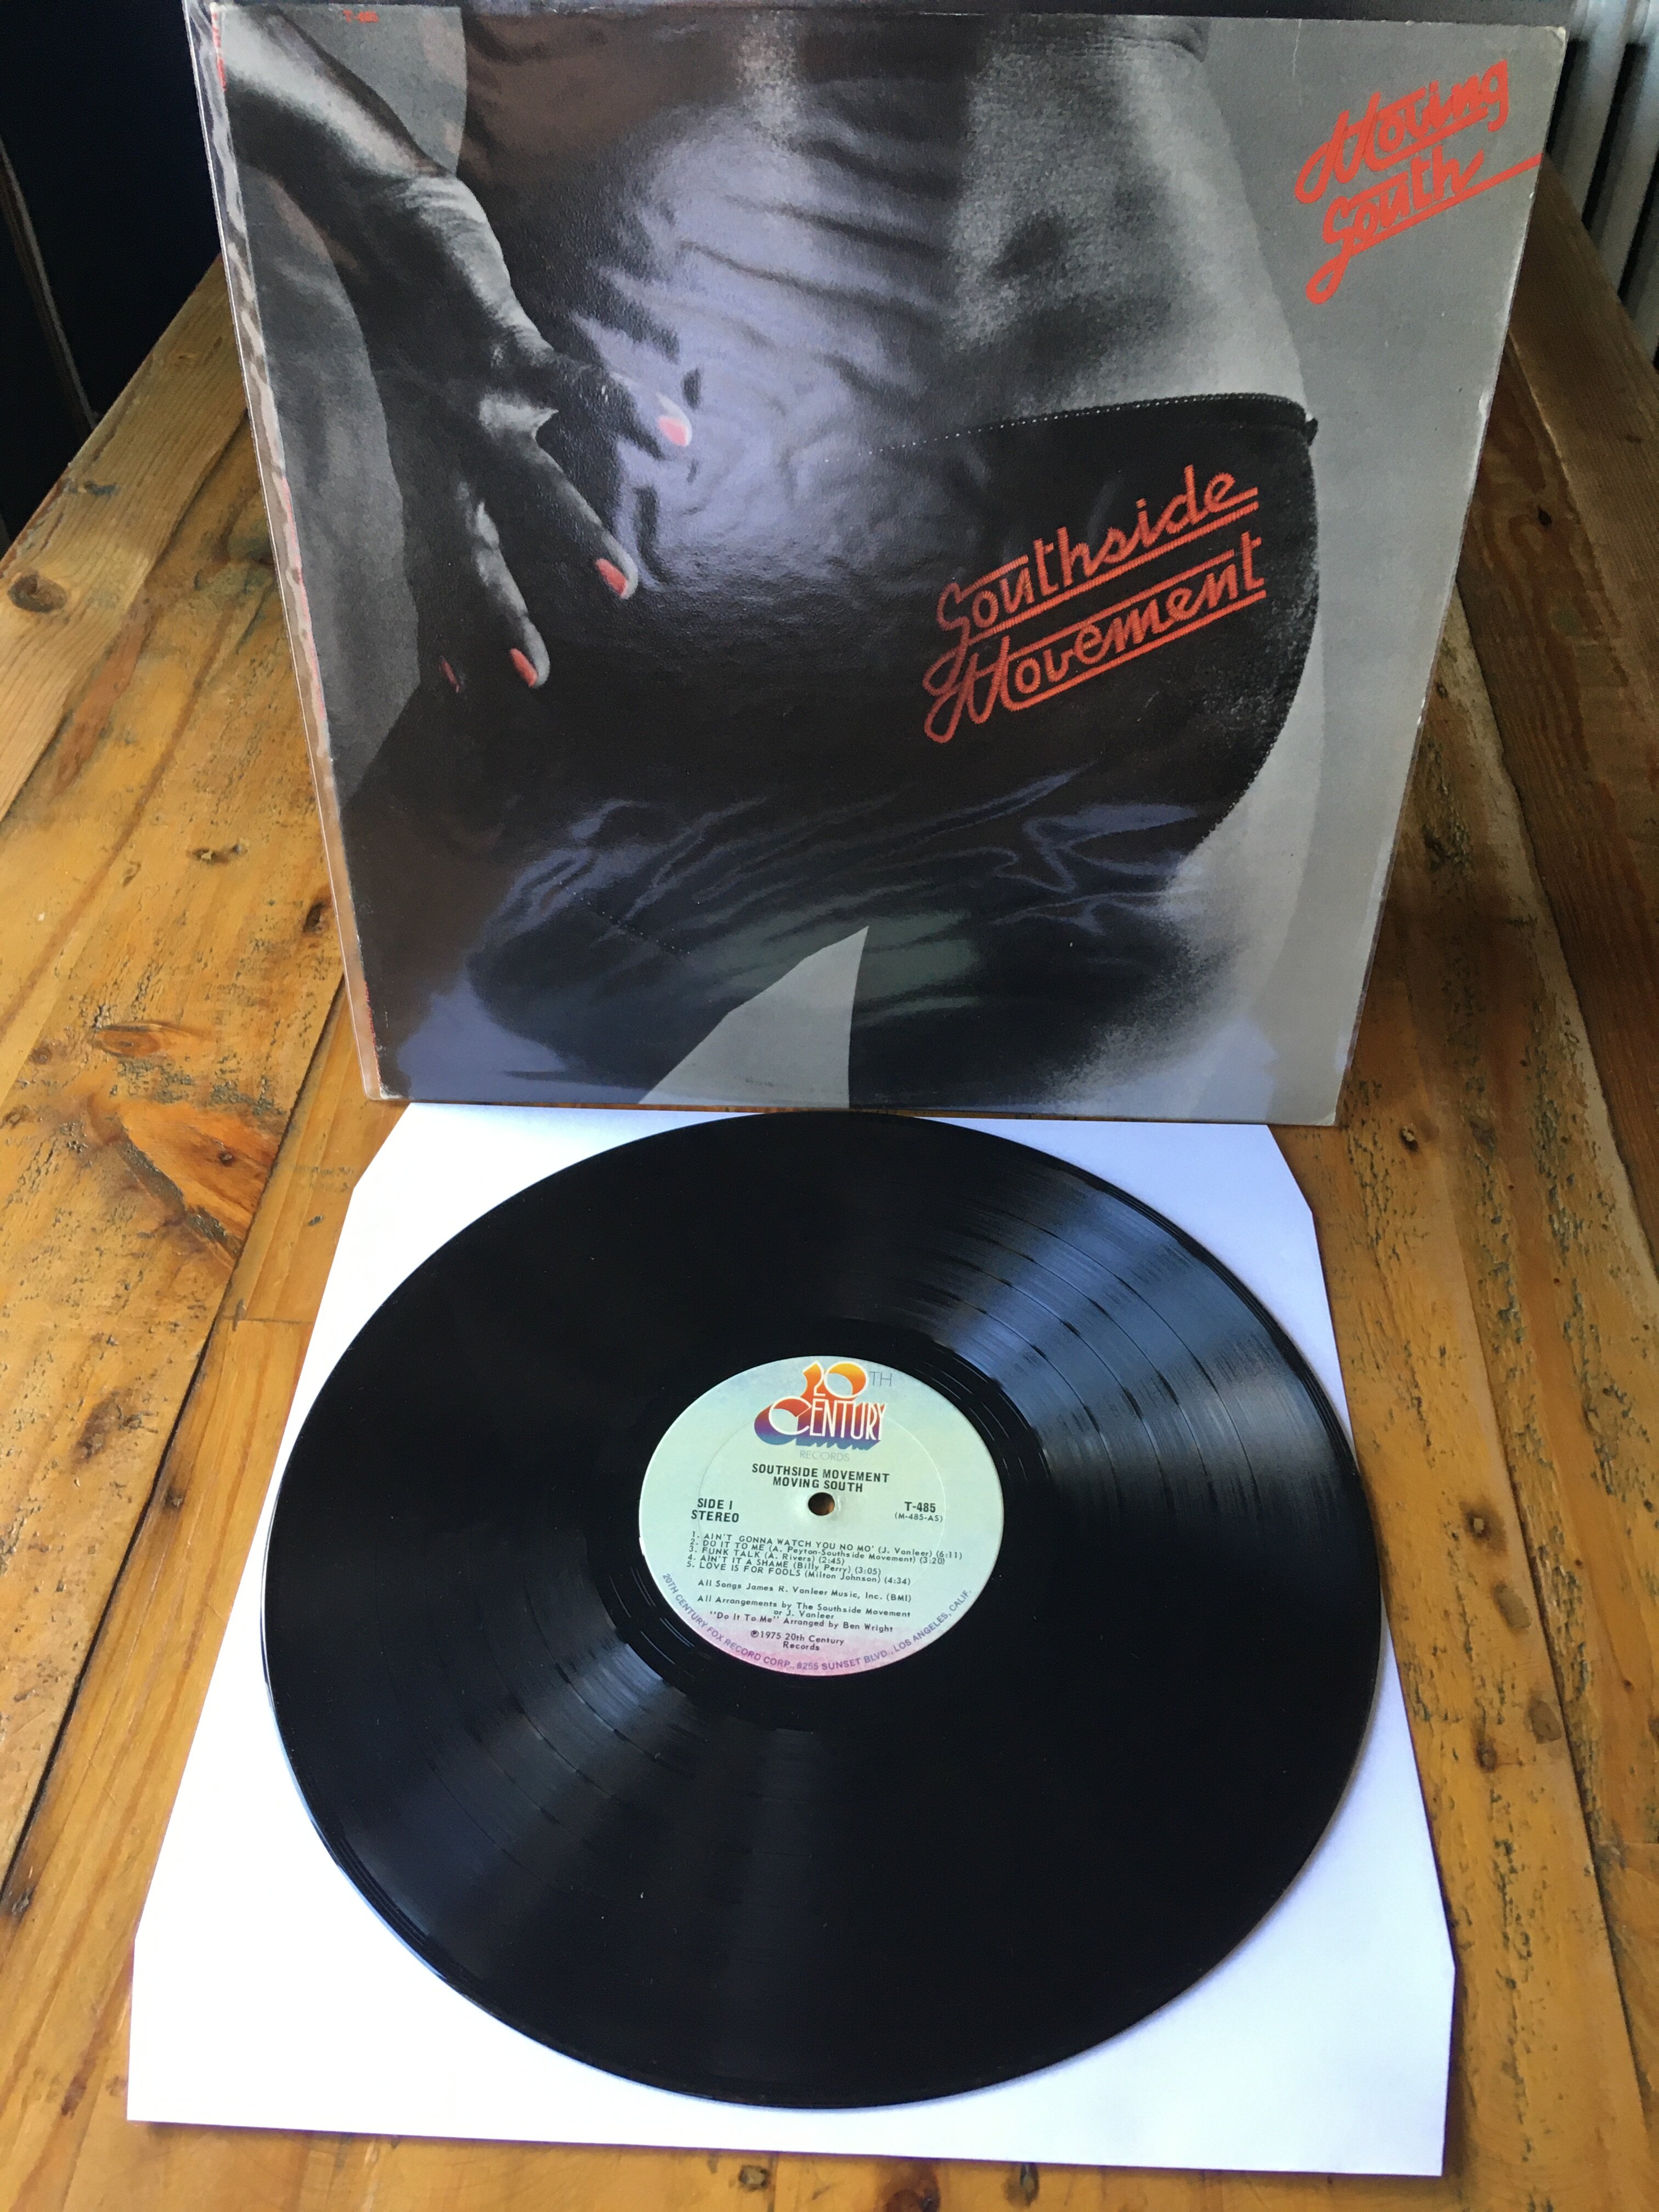 Moving
South
Southside
Movement
20TH
CENTURY
RECORDS
SOUTHSIDE MOVEMENT
MOVING SOUTH
SIDE I
STEREO
T-485
(M-485-AS)
1. AIN'T GONNA WATCH YOU NO MO' (J. Vanleer) (6:11)
2. DO IT TO ME (A. Peyton-Southside Movement) (3:20)
3. FUNK TALK (A. Rivers) (2:45)
4. AIN'T IT A SHAME (Billy Perry) (3:05)
5. LOVE IS FOR FOOLS (Milton Johnson) (4:34)
All Songs James R. Vanleer Music, Inc. (BMI)
All Arrangements by The Southside Movement
or J. Vanleer
"Do It To Me" Arranged by Ben Wright
℗1975 20th Century
Records
20TH CENTURY FOX RECORD CORP., 8255 SUNSET BLVD., LOS ANGELES, CALIF.